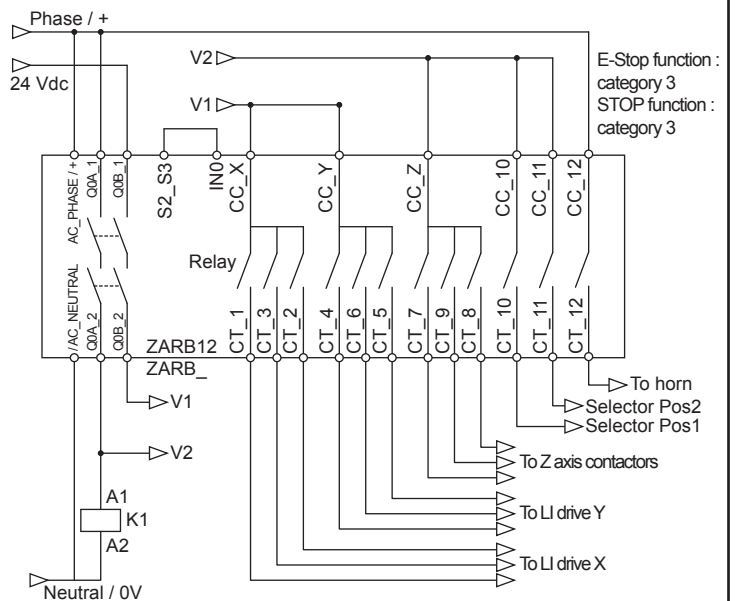 Phase / +
24 Vdc
V2
V1
E-Stop function :
category 3
STOP function :
category 3
AC_PHASE / +
Q0A_1
Q0B_1
S2_S3
IN0
CC_X
CC_Y
CC_Z
CC_10
CC_11
CC_12
Relay
/AC_NEUTRAL
Q0A_2
Q0B_2
CT_1
CT_3
CT_2
CT_4
CT_6
CT_5
CT_7
CT_9
CT_8
CT_10
CT_11
CT_12
ZARB12
ZARB_
To horn
V1
Selector Pos2
Selector Pos1
V2
To Z axis contactors
A1
K1
A2
To LI drive Y
To LI drive X
Neutral / 0V